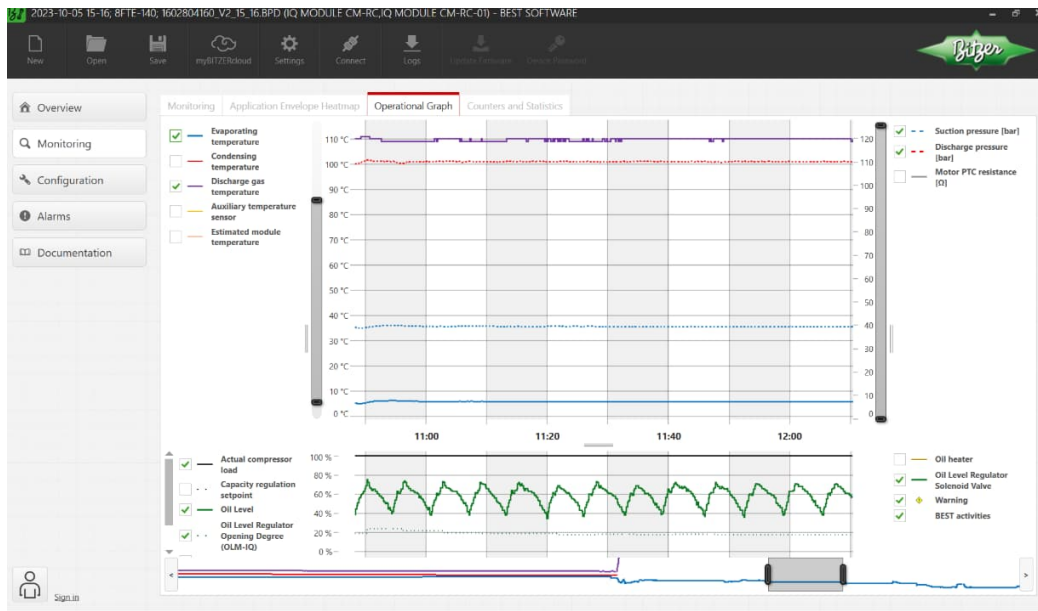 2023-10-05 15-16; 8FTE-140; 1602804160_V2_15_16.BPD (IQ MODULE CM-RC,IQ MODULE CM-RC-01) - BEST SOFTWARE
New
Open
Save
myBITZERcloud
Settings
Connect
Logs
Update Firmware
Device Password
Bitzer
Overview
Monitoring
Configuration
Alarms
Documentation
Sign in
Monitoring
Application Envelope Heatmap
Operational Graph
Counters and Statistics
Evaporating
temperature
Condensing
temperature
Discharge gas
temperature
Auxiliary temperature
sensor
Estimated module
temperature
110 °C
100 °C
90 °C
80 °C
70 °C
60 °C
50 °C
40 °C
30 °C
20 °C
10 °C
0 °C
120
110
100
90
80
70
60
50
40
30
20
10
0
Suction pressure [bar]
Discharge pressure
[bar]
Motor PTC resistance
[Ω]
11:00
11:20
11:40
12:00
Actual compressor
load
Capacity regulation
setpoint
Oil Level
Oil Level Regulator
Opening Degree
(OLM-IQ)
100 %
80 %
60 %
40 %
20 %
0 %
Oil heater
Oil Level Regulator
Solenoid Valve
Warning
BEST activities